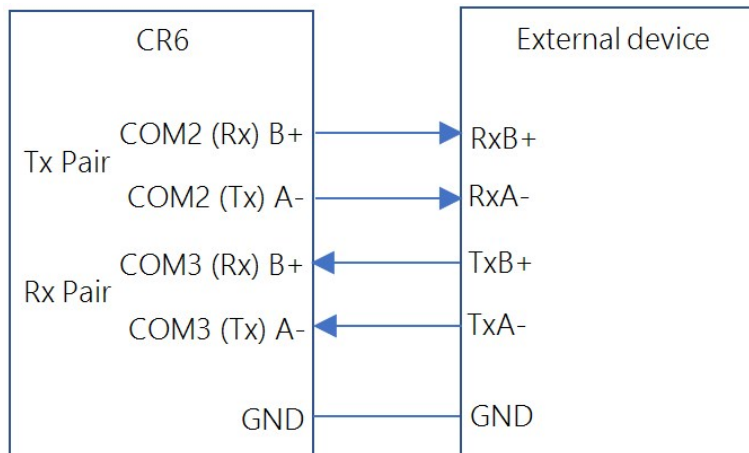 CR6
External device
Tx Pair
COM2 (Rx) B+
RxB+
COM2 (Tx) A-
RxA-
Rx Pair
COM3 (Rx) B+
TxB+
COM3 (Tx) A-
TxA-
GND
GND